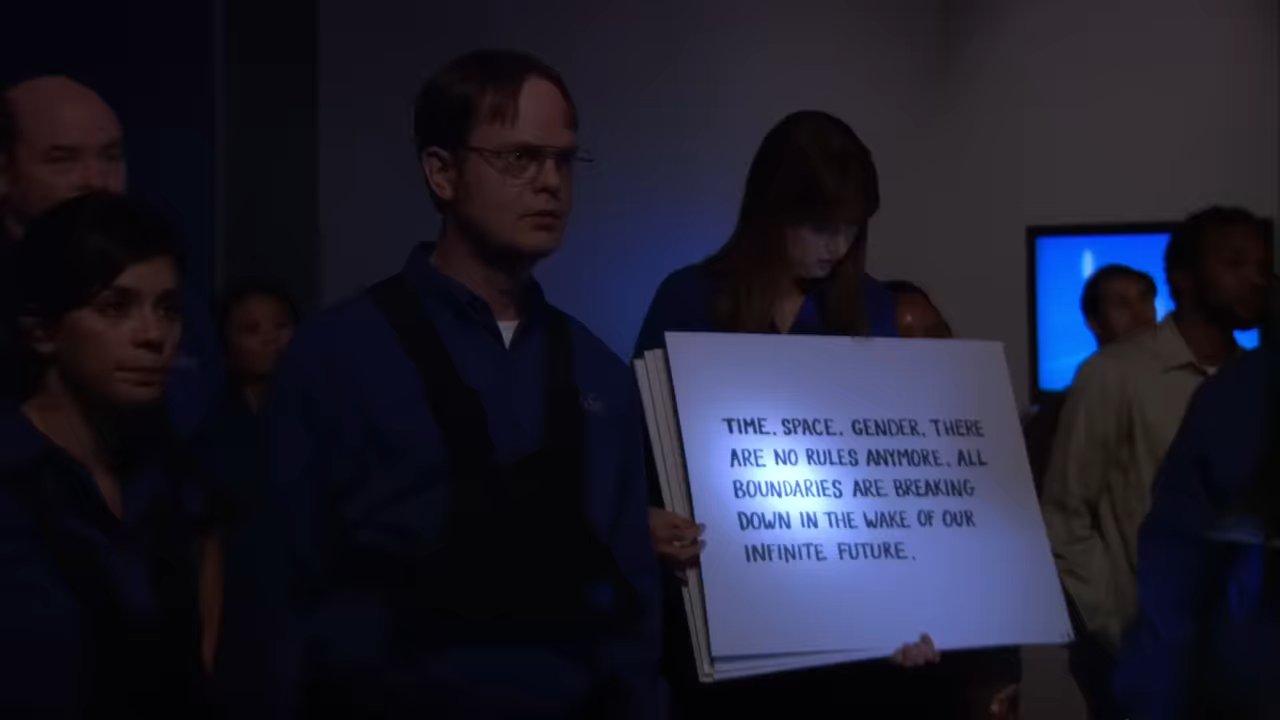 TIME. SPACE. GENDER. THERE
ARE NO RULES ANYMORE. ALL
BOUNDARIES ARE BREAKING
DOWN IN THE WAKE OF OUR
INFINITE FUTURE.